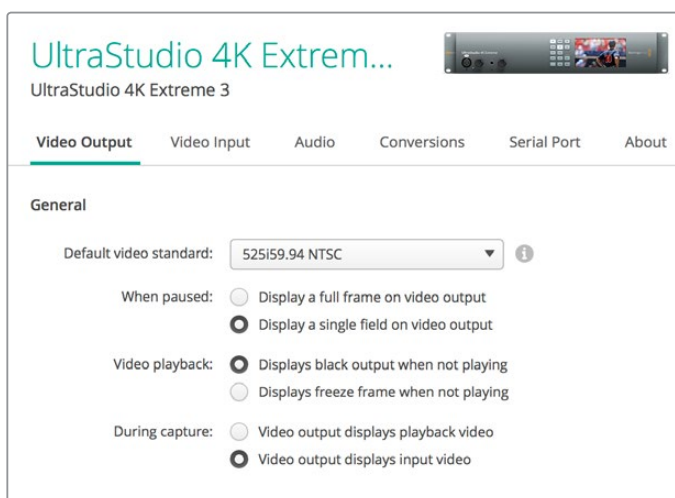 UltraStudio 4K Extrem...
UltraStudio 4K Extreme 3
Video Output Video Input Audio Conversions Serial Port About
General
Default video standard: 525i59.94 NTSC
When paused: Display a full frame on video output
Display a single field on video output
Video playback: Displays black output when not playing
Displays freeze frame when not playing
During capture: Video output displays playback video
Video output displays input video